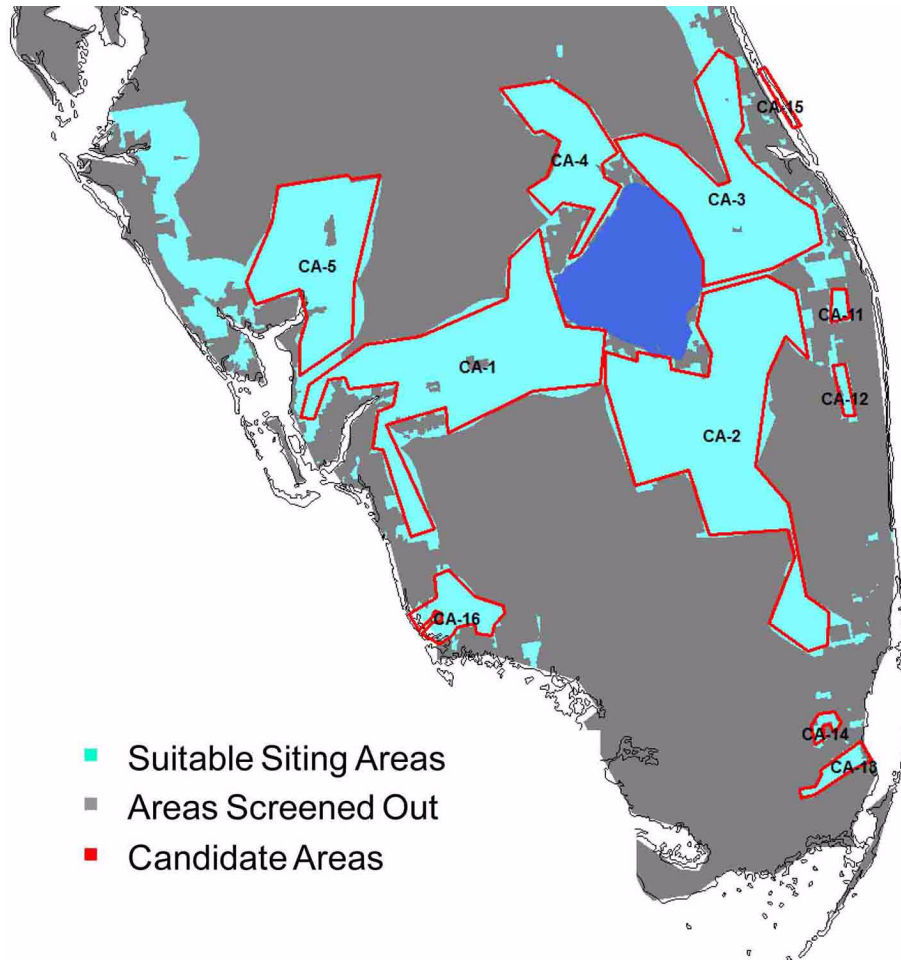 CA-15
CA-4
CA-3
CA-5
CA-11
CA-1
CA-12
CA-2
CA-16
CA-14
CA-13
Suitable Siting Areas
Areas Screened Out
Candidate Areas